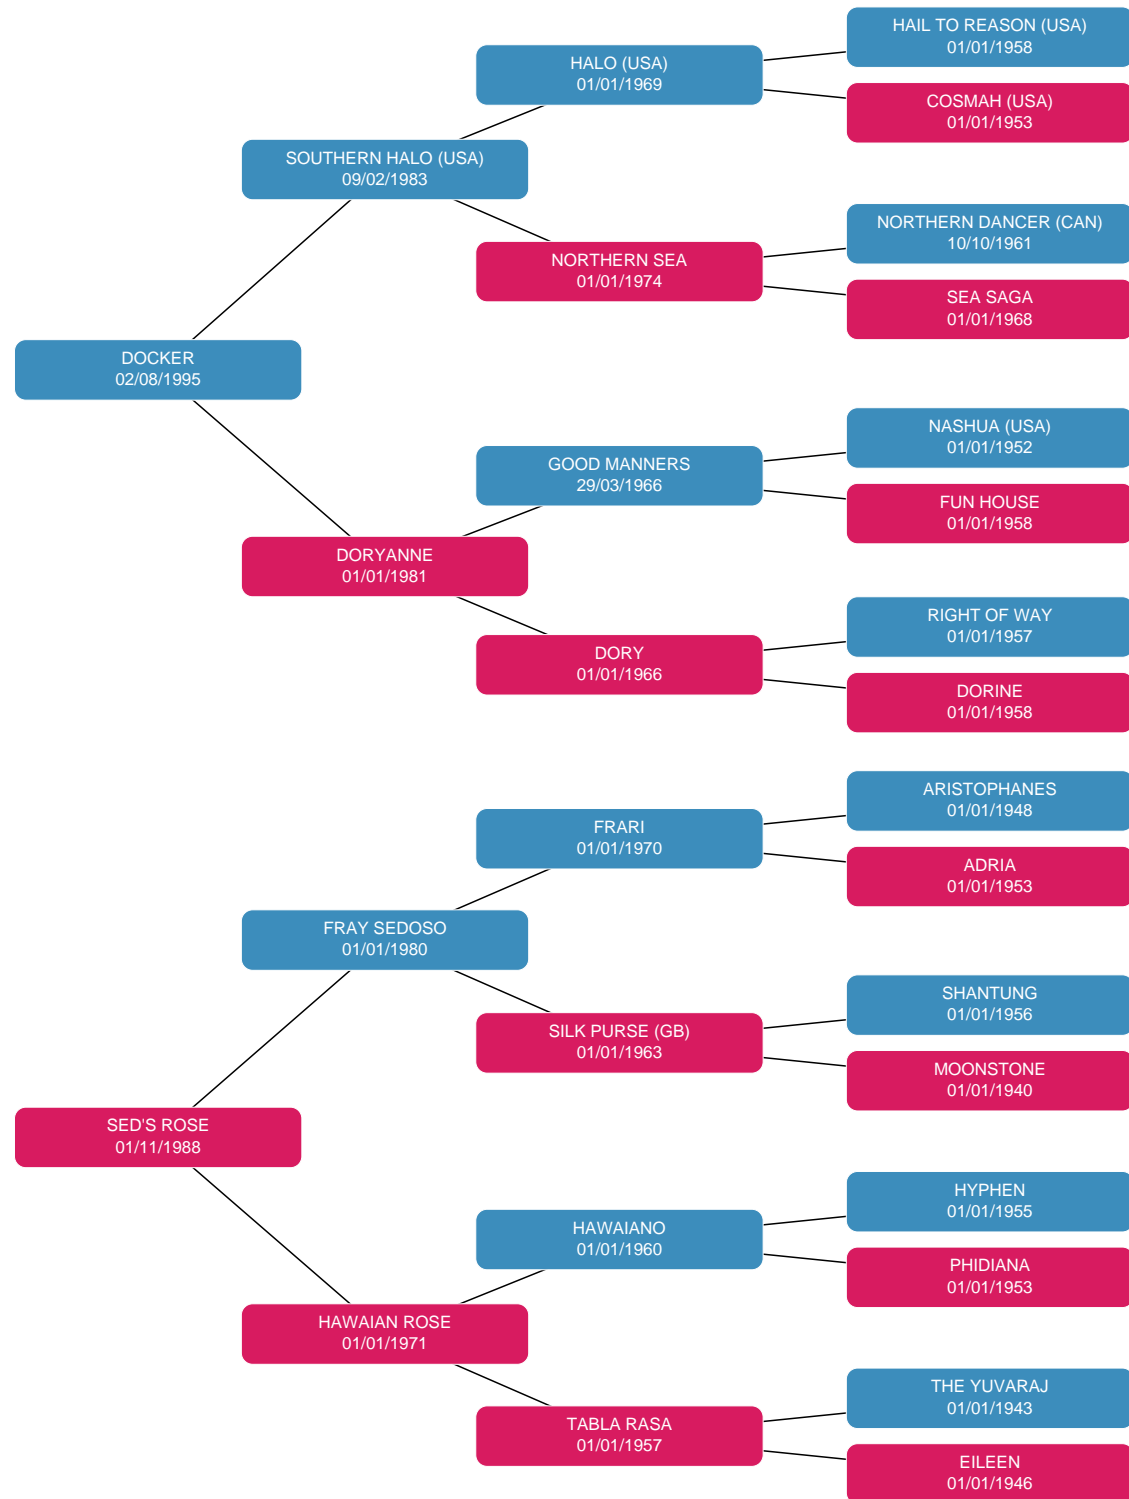 HAIL TO REASON (USA)
01/01/1958
HALO (USA)
01/01/1969
COSMAH (USA)
01/01/1953
SOUTHERN HALO (USA)
09/02/1983
NORTHERN DANCER (CAN)
10/10/1961
NORTHERN SEA
01/01/1974
SEA SAGA
01/01/1968
DOCKER
02/08/1995
NASHUA (USA)
01/01/1952
GOOD MANNERS
29/03/1966
FUN HOUSE
01/01/1958
DORYANNE
01/01/1981
RIGHT OF WAY
01/01/1957
DORY
01/01/1966
DORINE
01/01/1958
ARISTOPHANES
01/01/1948
FRARI
01/01/1970
ADRIA
01/01/1953
FRAY SEDOSO
01/01/1980
SHANTUNG
01/01/1956
SILK PURSE (GB)
01/01/1963
MOONSTONE
01/01/1940
SED'S ROSE
01/11/1988
HYPHEN
01/01/1955
HAWAIANO
01/01/1960
PHIDIANA
01/01/1953
HAWAIAN ROSE
01/01/1971
THE YUVARAJ
01/01/1943
TABLA RASA
01/01/1957
EILEEN
01/01/1946